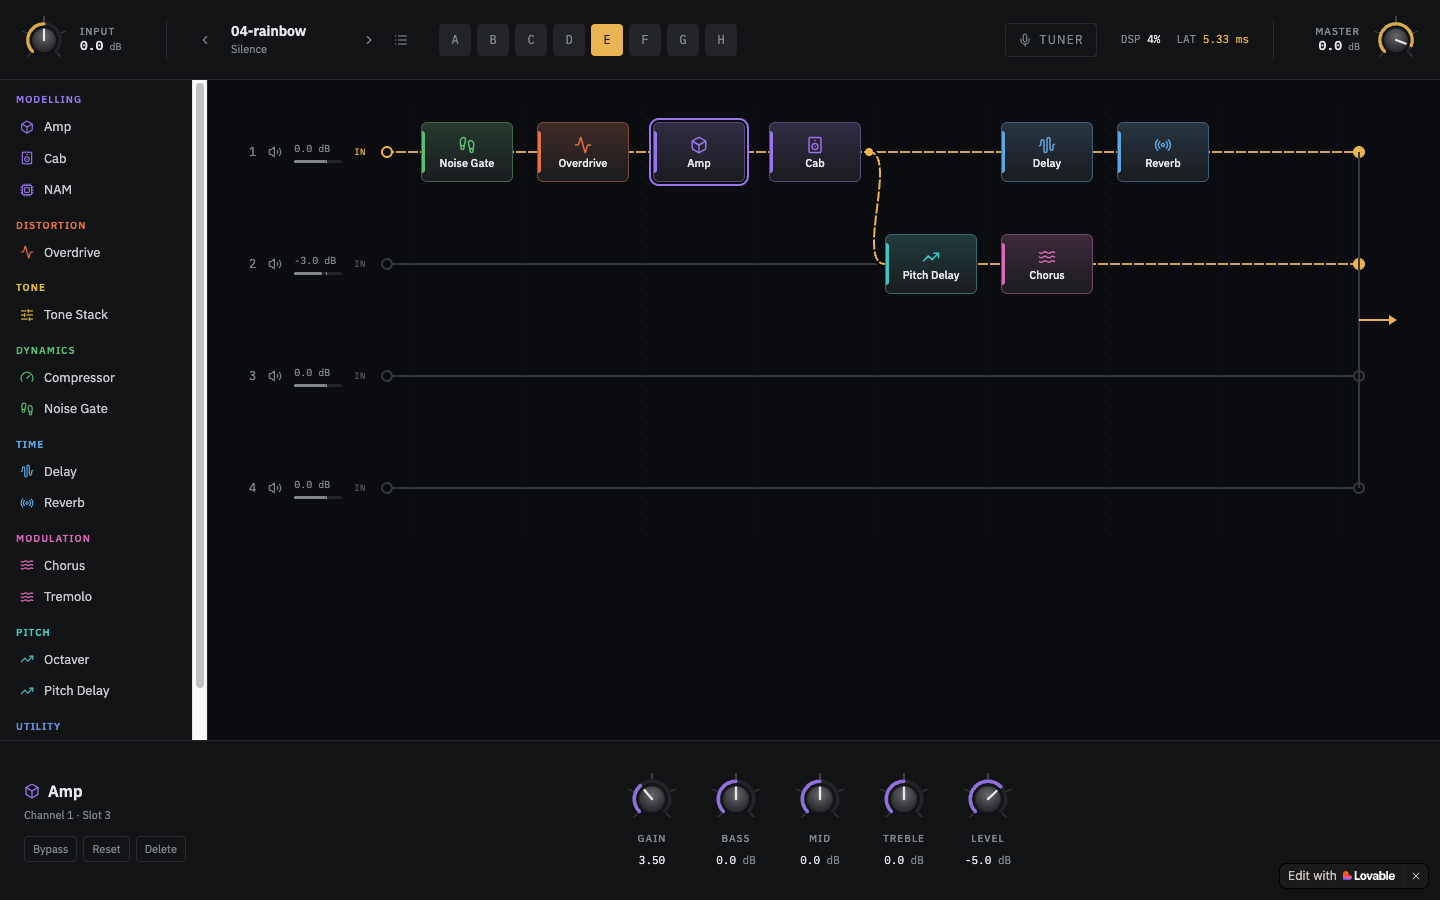 INPUT
0.0 dB
04-rainbow
Silence
A B C D E F G H
TUNER
DSP 4% LAT 5.33 ms
MASTER
0.0 dB
MODELLING
Amp
Cab
NAM
DISTORTION
Overdrive
TONE
Tone Stack
DYNAMICS
Compressor
Noise Gate
TIME
Delay
Reverb
MODULATION
Chorus
Tremolo
PITCH
Octaver
Pitch Delay
UTILITY
1 0.0 dB IN
Noise Gate Overdrive Amp Cab Delay Reverb
2 -3.0 dB IN
Pitch Delay Chorus
3 0.0 dB IN
4 0.0 dB IN
Amp
Channel 1 · Slot 3
Bypass Reset Delete
GAIN BASS MID TREBLE LEVEL
3.50 0.0 dB 0.0 dB 0.0 dB -5.0 dB
Edit with Lovable ×